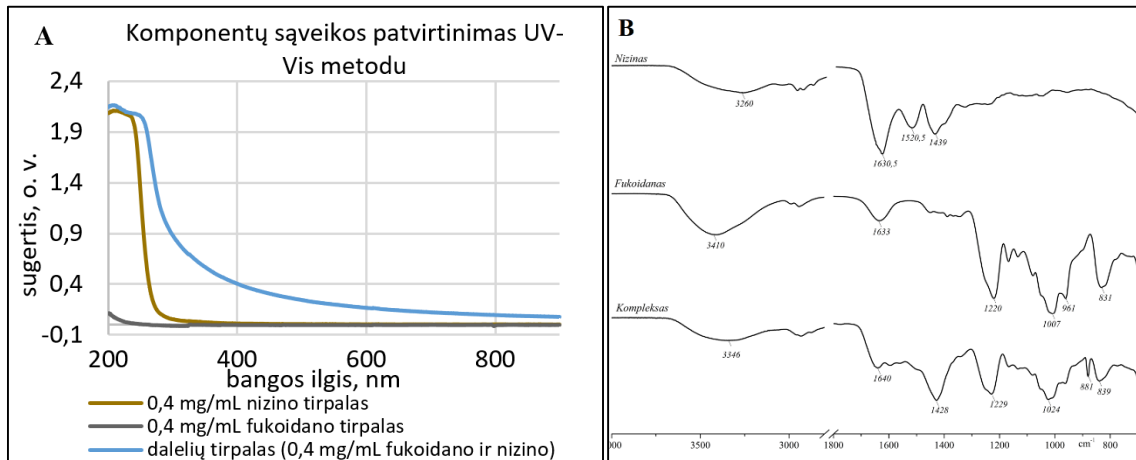 A
Komponentų sąveikos patvirtinimas UV-
Vis metodu
sugertis, o. v.
2,4
1,9
1,4
0,9
0,4
-0,1
200
400
600
800
bangos ilgis, nm
0,4 mg/mL nizino tirpalas
0,4 mg/mL fukoidano tirpalas
dalelių tirpalas (0,4 mg/mL fukoidano ir nizino)
B
Nizinas
3260
1630,5
1520,5
1439
Fukoidanas
3410
1633
1220
1007
961
831
Kompleksas
3346
1640
1428
1229
1024
881
839
000
3500
3000
1800
1600
1400
1200
1000
cm⁻¹
800